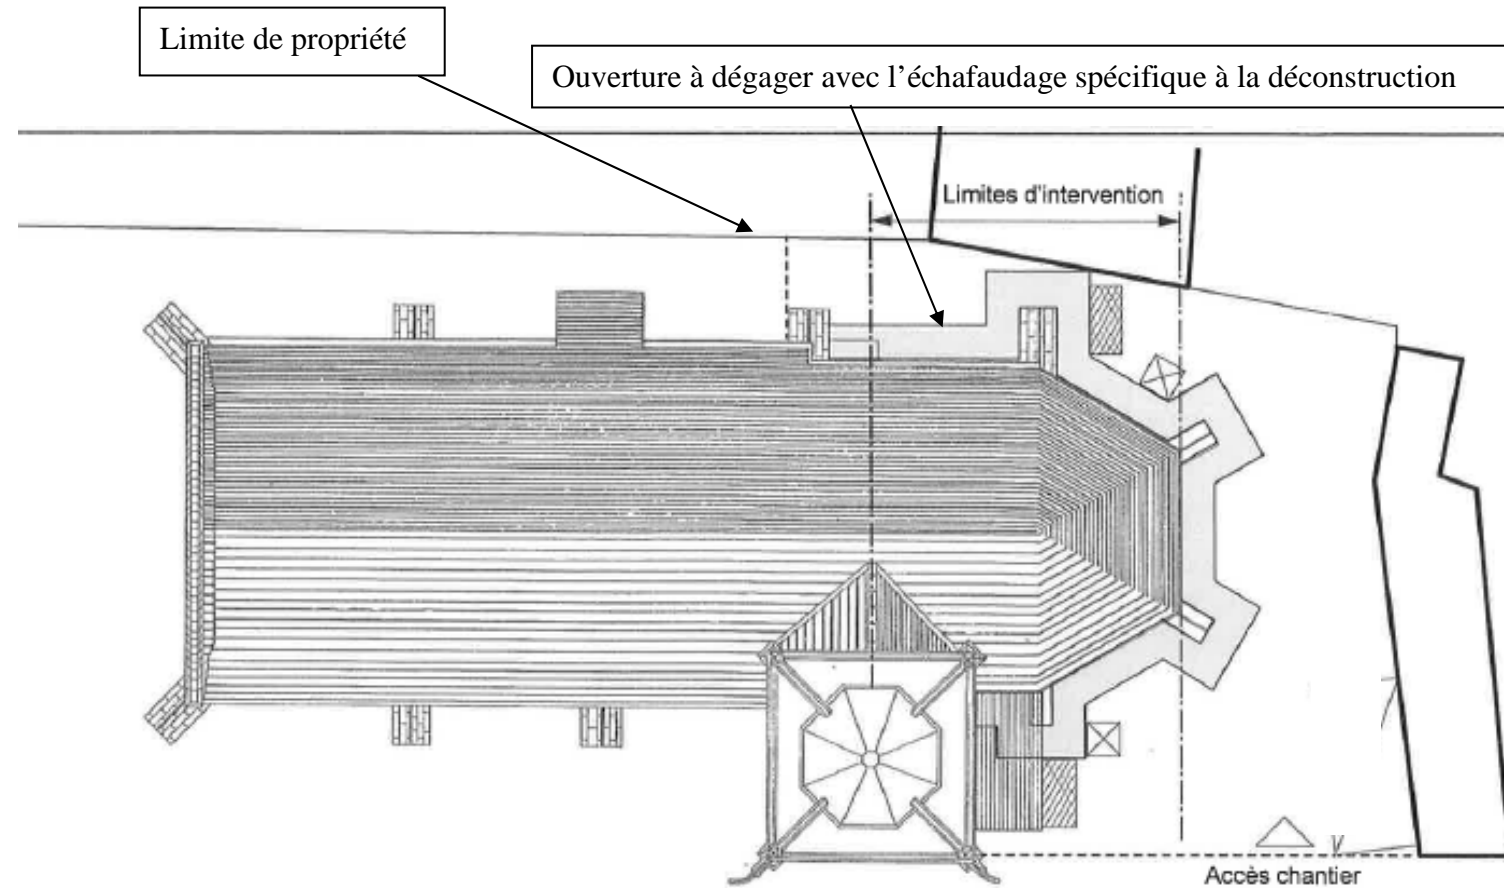 Limite de propriété
Ouverture à dégager avec l’échafaudage spécifique à la déconstruction
Limites d'intervention
Accès chantier